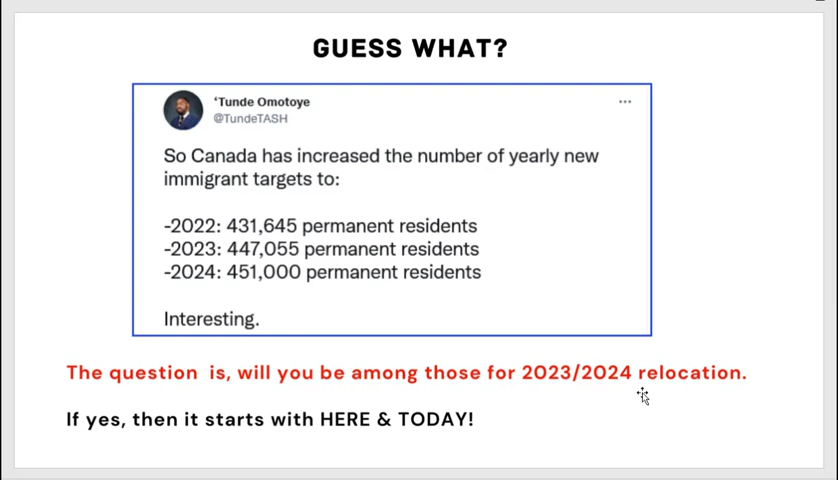 GUESS WHAT?
'Tunde Omotoye
@TundeTASH
So Canada has increased the number of yearly new
immigrant targets to:
-2022: 431,645 permanent residents
-2023: 447,055 permanent residents
-2024: 451,000 permanent residents
Interesting.
The question is, will you be among those for 2023/2024 relocation.
If yes, then it starts with HERE & TODAY!